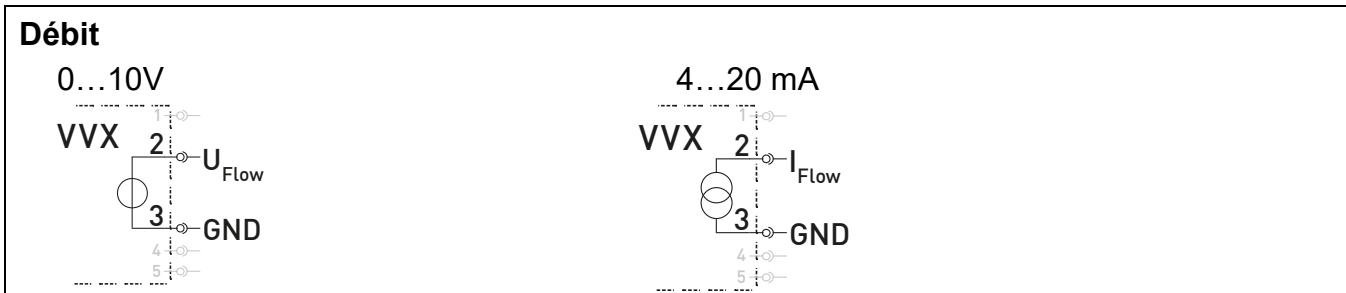 Débit
0…10V 4…20 mA
1 1
VVX 2 VVX 2
U Flow I Flow
3 GND 3 GND
4 4
5 5